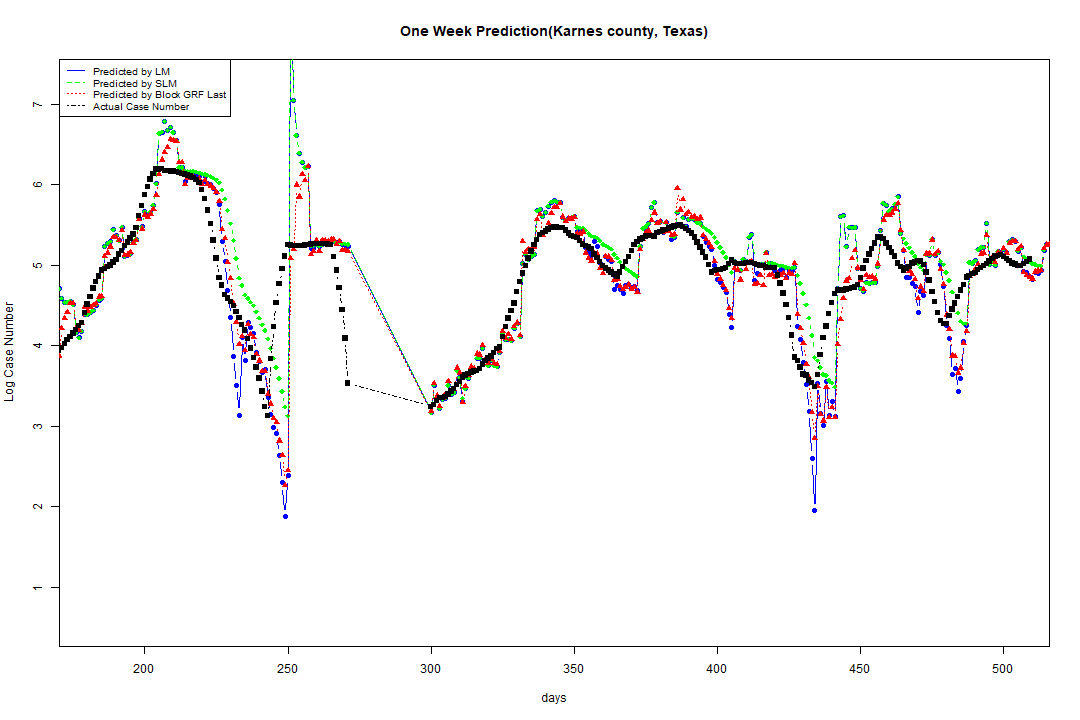 One Week Prediction(Karnes county, Texas)
Predicted by LM
Predicted by SLM
Predicted by Block GRF Last
Actual Case Number
7
6
5
4
3
2
1
Log Case Number
200 250 300 350 400 450 500
days